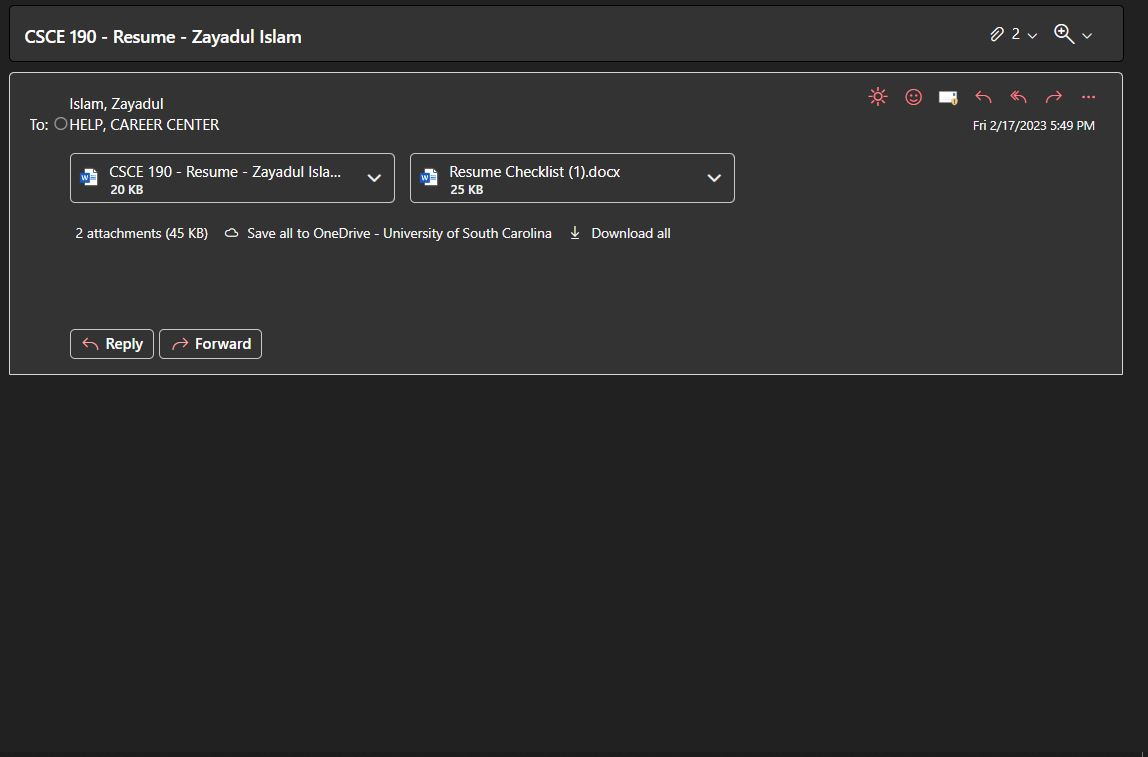 CSCE 190 - Resume - Zayadul Islam
2
Islam, Zayadul
To: HELP, CAREER CENTER
Fri 2/17/2023 5:49 PM
CSCE 190 - Resume - Zayadul Isla...
20 KB
Resume Checklist (1).docx
25 KB
2 attachments (45 KB) Save all to OneDrive - University of South Carolina Download all
Reply Forward